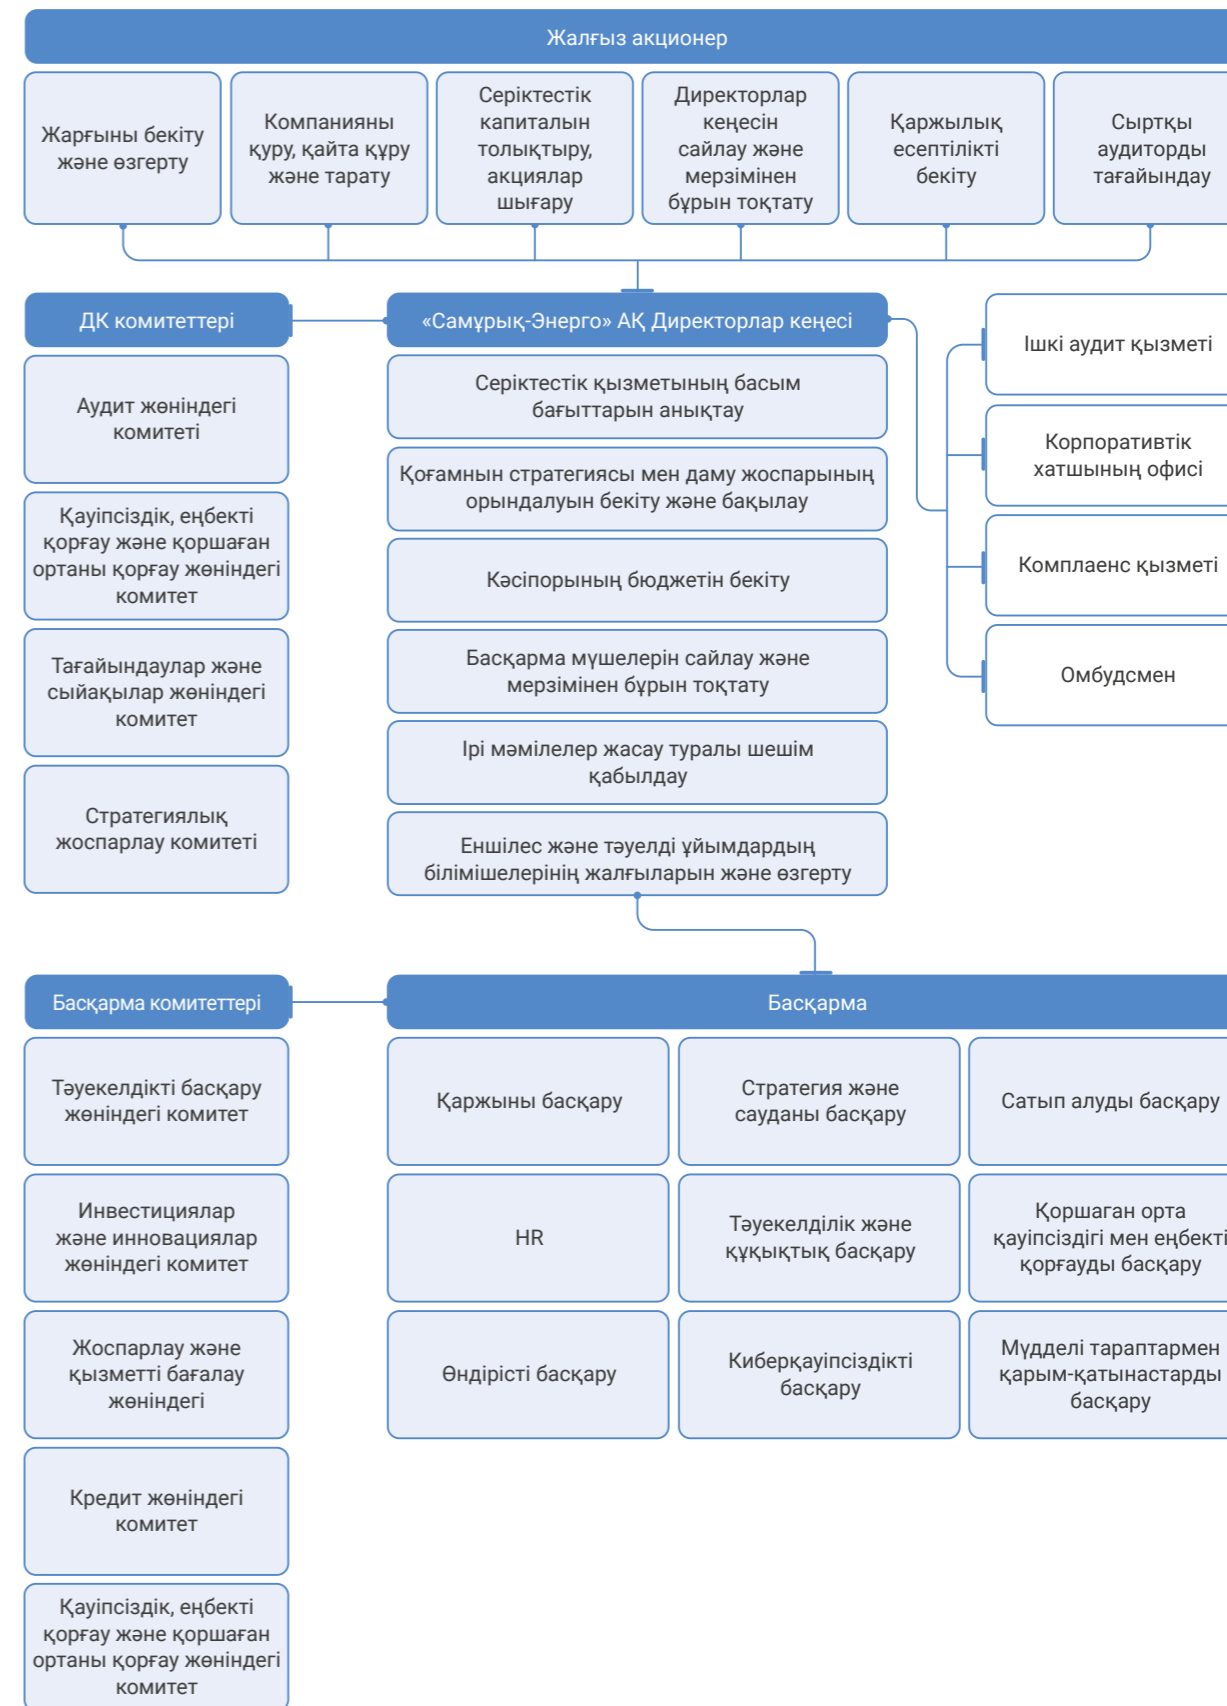 Жалғыз акционер
Жарғыны бекіту
және өзгерту
Компанияны
құру, қайта құру
және тарату
Серіктестік
капиталын
толықтыру,
акциялар
шығару
Директорлар
кеңесін
сайлау және
мерзімінен
бұрын тоқтату
Қаржылық
есептілікті
бекіту
Сыртқы
аудиторды
тағайындау
ДК комитеттері
Аудит жөніндегі
комитеті
Қауіпсіздік, еңбекті
қорғау және қоршаған
ортаны қорғау жөніндегі
комитет
Тағайындаулар және
сыйақылар жөніндегі
комитет
Стратегиялық
жоспарлау комитеті
«Самұрық-Энерго» АҚ Директорлар кеңесі
Серіктестік қызметының басым
бағыттарын анықтау
Қоғамнын стратегиясы мен даму жоспарының
орындалуын бекіту және бақылау
Кәсіпорының бюджетін бекіту
Басқарма мүшелерін сайлау және
мерзімінен бұрын тоқтату
Ірі мәмілелер жасау туралы шешім
қабылдау
Еншілес және тәуелді ұйымдардың
білімішелерінің жалғыларын және өзгерту
Ішкі аудит қызметі
Корпоративтік
хатшының офисі
Комплаенс қызметі
Омбудсмен
Басқарма комитеттері
Тәуекелдікті басқару
жөніндегі комитет
Инвестициялар
және инновациялар
жөніндегі комитет
Жоспарлау және
қызметті бағалау
жөніндегі
Кредит жөніндегі
комитет
Қауіпсіздік, еңбекті
қорғау және қоршаған
ортаны қорғау жөніндегі
комитет
Басқарма
Қаржыны басқару
Стратегия және
сауданы басқару
Сатып алуды басқару
HR
Тәуекелділік және
құқықтық басқару
Қоршаган орта
қауіпсіздігі мен еңбекті
қорғауды басқару
Өндірісті басқару
Киберқауіпсіздікті
басқару
Мүдделі тараптармен
қарым-қатынастарды
басқару